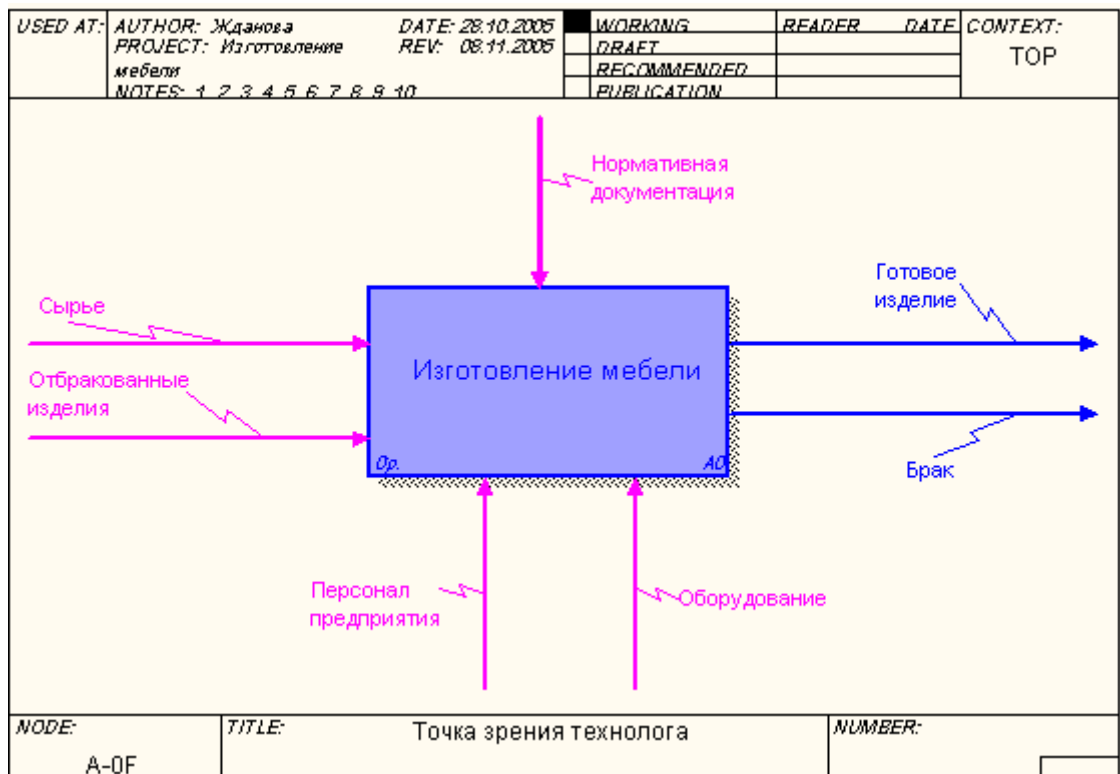 USED AT:
AUTHOR: Жданова
DATE: 28.10.2005
PROJECT: Изготовление
мебели
REV: 08.11.2005
NOTES: 1 2 3 4 5 6 7 8 9 10
WORKING
DRAFT
RECOMMENDED
PUBLICATION
READER
DATE
CONTEXT:
TOP
Нормативная
документация
Готовое
изделие
Сырье
Изготовление мебели
Отбракованные
изделия
0р.
A0
Брак
Персонал
предприятия
Оборудование
NODE:
A-0F
TITLE:
Точка зрения технолога
NUMBER: